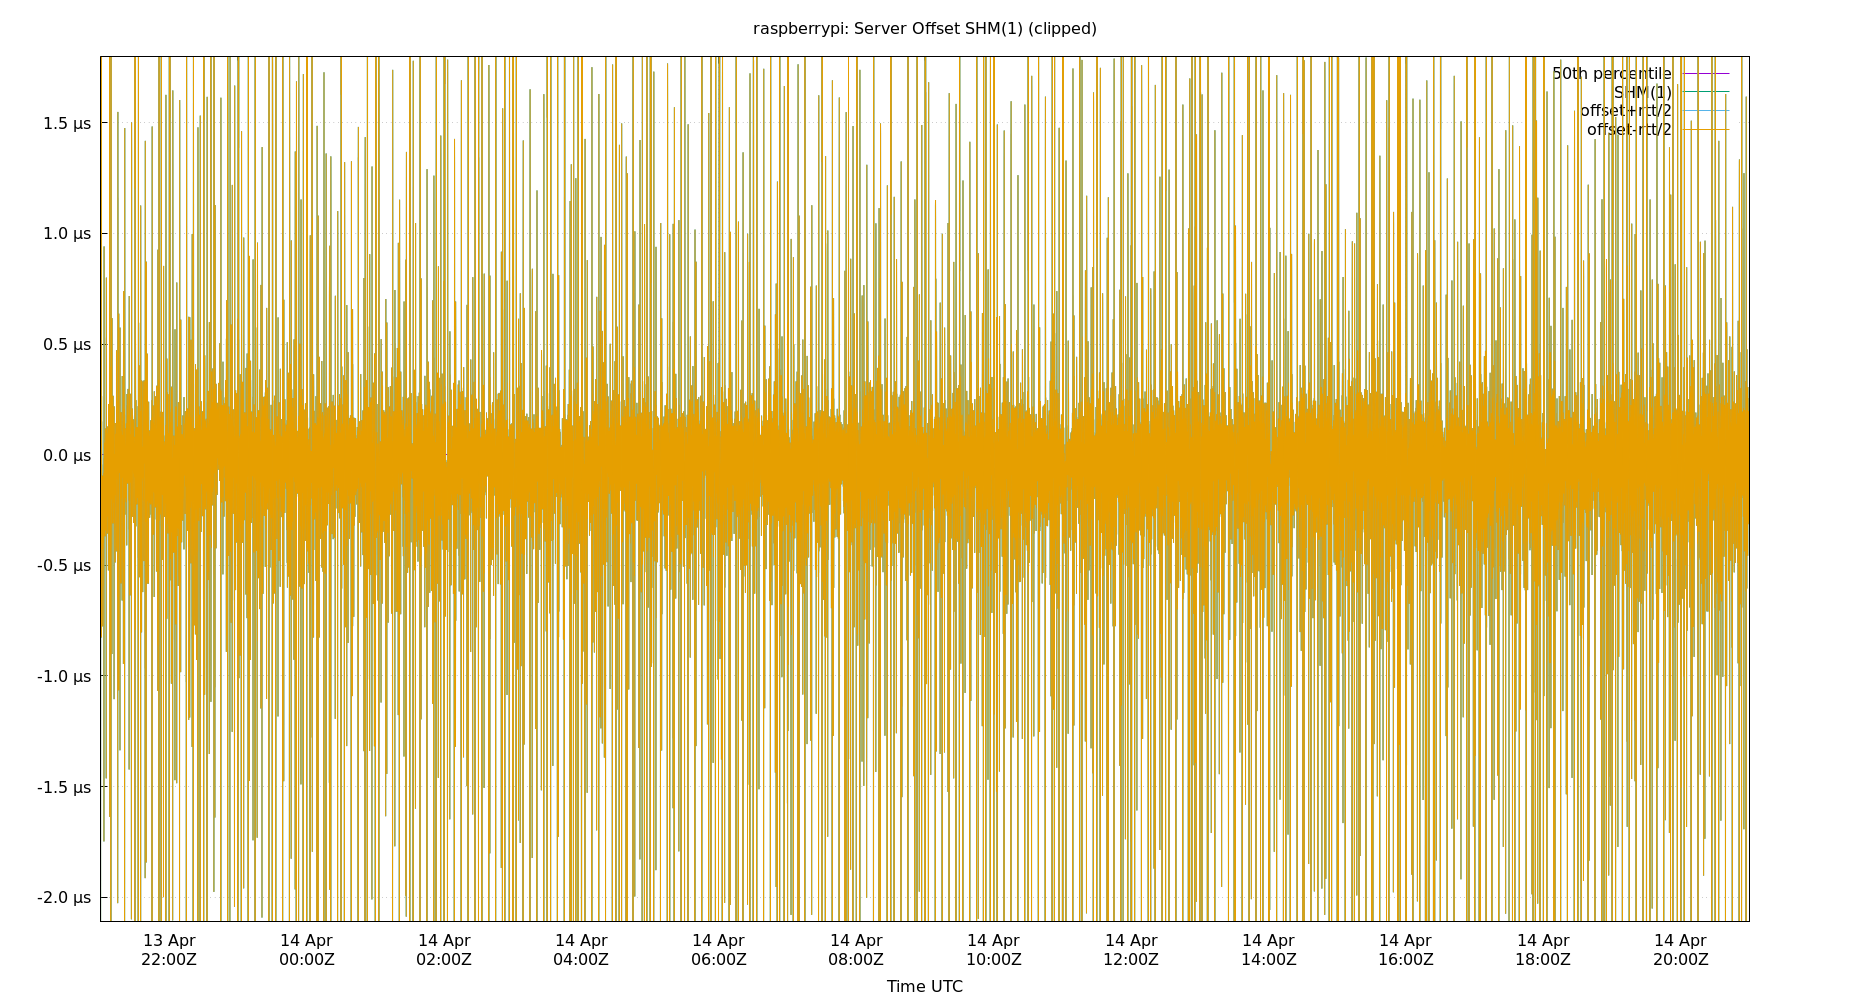 raspberrypi: Server Offset SHM(1) (clipped)
50th percentile
SHM(1)
offset+rtt/2
offset-rtt/2
1.5 µs
1.0 µs
0.5 µs
0.0 µs
-0.5 µs
-1.0 µs
-1.5 µs
-2.0 µs
13 Apr 14 Apr 14 Apr 14 Apr 14 Apr 14 Apr 14 Apr 14 Apr 14 Apr 14 Apr 14 Apr 14 Apr
22:00Z 00:00Z 02:00Z 04:00Z 06:00Z 08:00Z 10:00Z 12:00Z 14:00Z 16:00Z 18:00Z 20:00Z
Time UTC